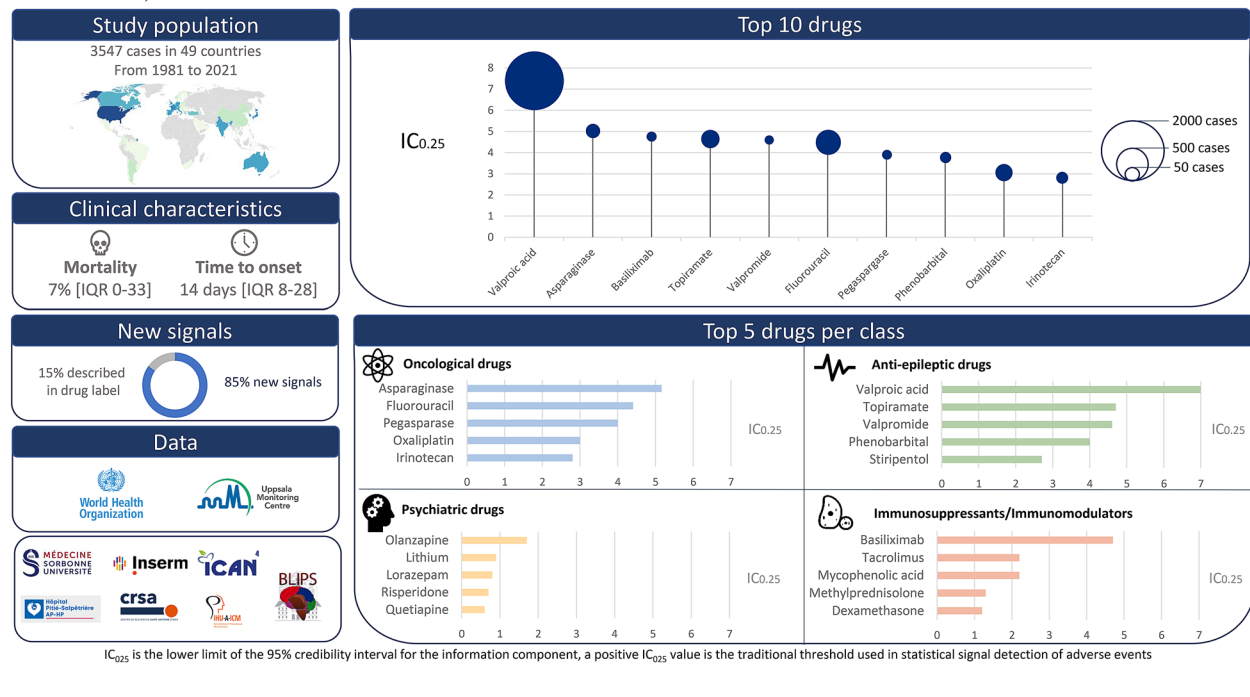 Study population
3547 cases in 49 countries
From 1981 to 2021
Clinical characteristics
Mortality
7% [IQR 0-33]
Time to onset
14 days [IQR 8-28]
New signals
15% described
in drug label
85% new signals
Data
World Health
Organization
Uppsala
Monitoring
Centre
MÉDECINE
SORBONNE
UNIVERSITÉ
Inserm
iCAN
BLIPS
Hôpital
Pitié-Salpêtrière
AP-HP
crsa
IHU-A-ICM
Top 10 drugs
IC0.25
8
7
6
5
4
3
2
1
0
Valproic acid
Asparaginase
Basiliximab
Topiramate
Valpromide
Fluorouracil
Pegaspargase
Phenobarbital
Oxaliplatin
Irinotecan
2000 cases
500 cases
50 cases
Top 5 drugs per class
Oncological drugs
Asparaginase
Fluorouracil
Pegasparase
Oxaliplatin
Irinotecan
0 1 2 3 4 5 6 7
IC0.25
Anti-epileptic drugs
Valproic acid
Topiramate
Valpromide
Phenobarbital
Stiripentol
0 1 2 3 4 5 6 7
IC0.25
Psychiatric drugs
Olanzapine
Lithium
Lorazepam
Risperidone
Quetiapine
0 1 2 3 4 5 6 7
IC0.25
Immunosuppressants/Immunomodulators
Basiliximab
Tacrolimus
Mycophenolic acid
Methylprednisolone
Dexamethasone
0 1 2 3 4 5 6 7
IC0.25
IC025 is the lower limit of the 95% credibility interval for the information component, a positive IC025 value is the traditional threshold used in statistical signal detection of adverse events